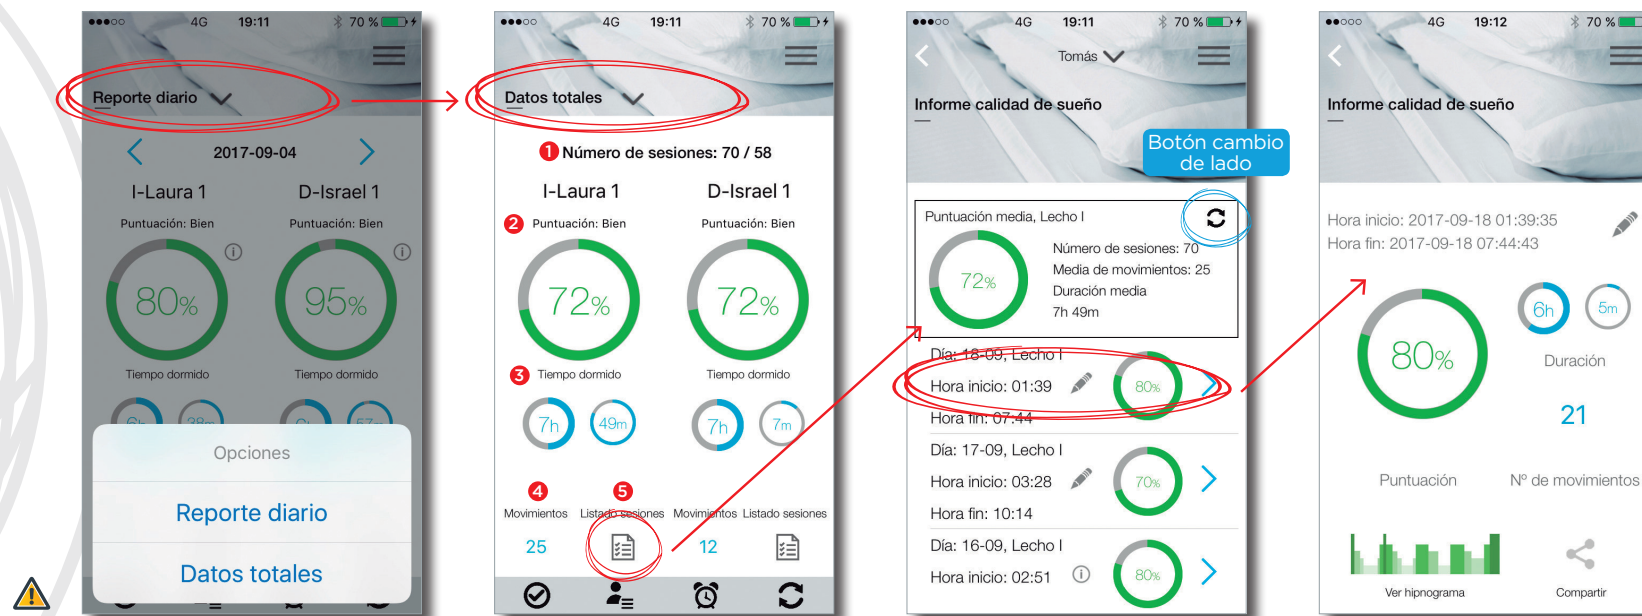 4G 19:11 70 %
Reporte diario
2017-09-04
I-Laura 1 D-Israel 1
Puntuación: Bien Puntuación: Bien
80% 95%
Tiempo dormido Tiempo dormido
6h 38m 6h 57m
Opciones
Reporte diario
Datos totales
4G 19:11 70 %
Datos totales
1 Número de sesiones: 70 / 58
I-Laura 1 D-Israel 1
2 Puntuación: Bien Puntuación: Bien
72% 72%
3 Tiempo dormido Tiempo dormido
7h 49m 7h 7m
4 5
Movimientos Listado sesiones Movimientos Listado sesiones
25 12
4G 19:11 70 %
Tomás
Informe calidad de sueño
Botón cambio
de lado
Puntuación media, Lecho I
72%
Número de sesiones: 70
Media de movimientos: 25
Duración media
7h 49m
Día: 18-09, Lecho I
Hora inicio: 01:39 80%
Hora fin: 07:44
Día: 17-09, Lecho I
Hora inicio: 03:28 70%
Hora fin: 10:14
Día: 16-09, Lecho I
Hora inicio: 02:51 80%
4G 19:12 70 %
Informe calidad de sueño
Hora inicio: 2017-09-18 01:39:35
Hora fin: 2017-09-18 07:44:43
80%
6h 5m
Duración
21
Puntuación Nº de movimientos
Ver hipnograma Compartir